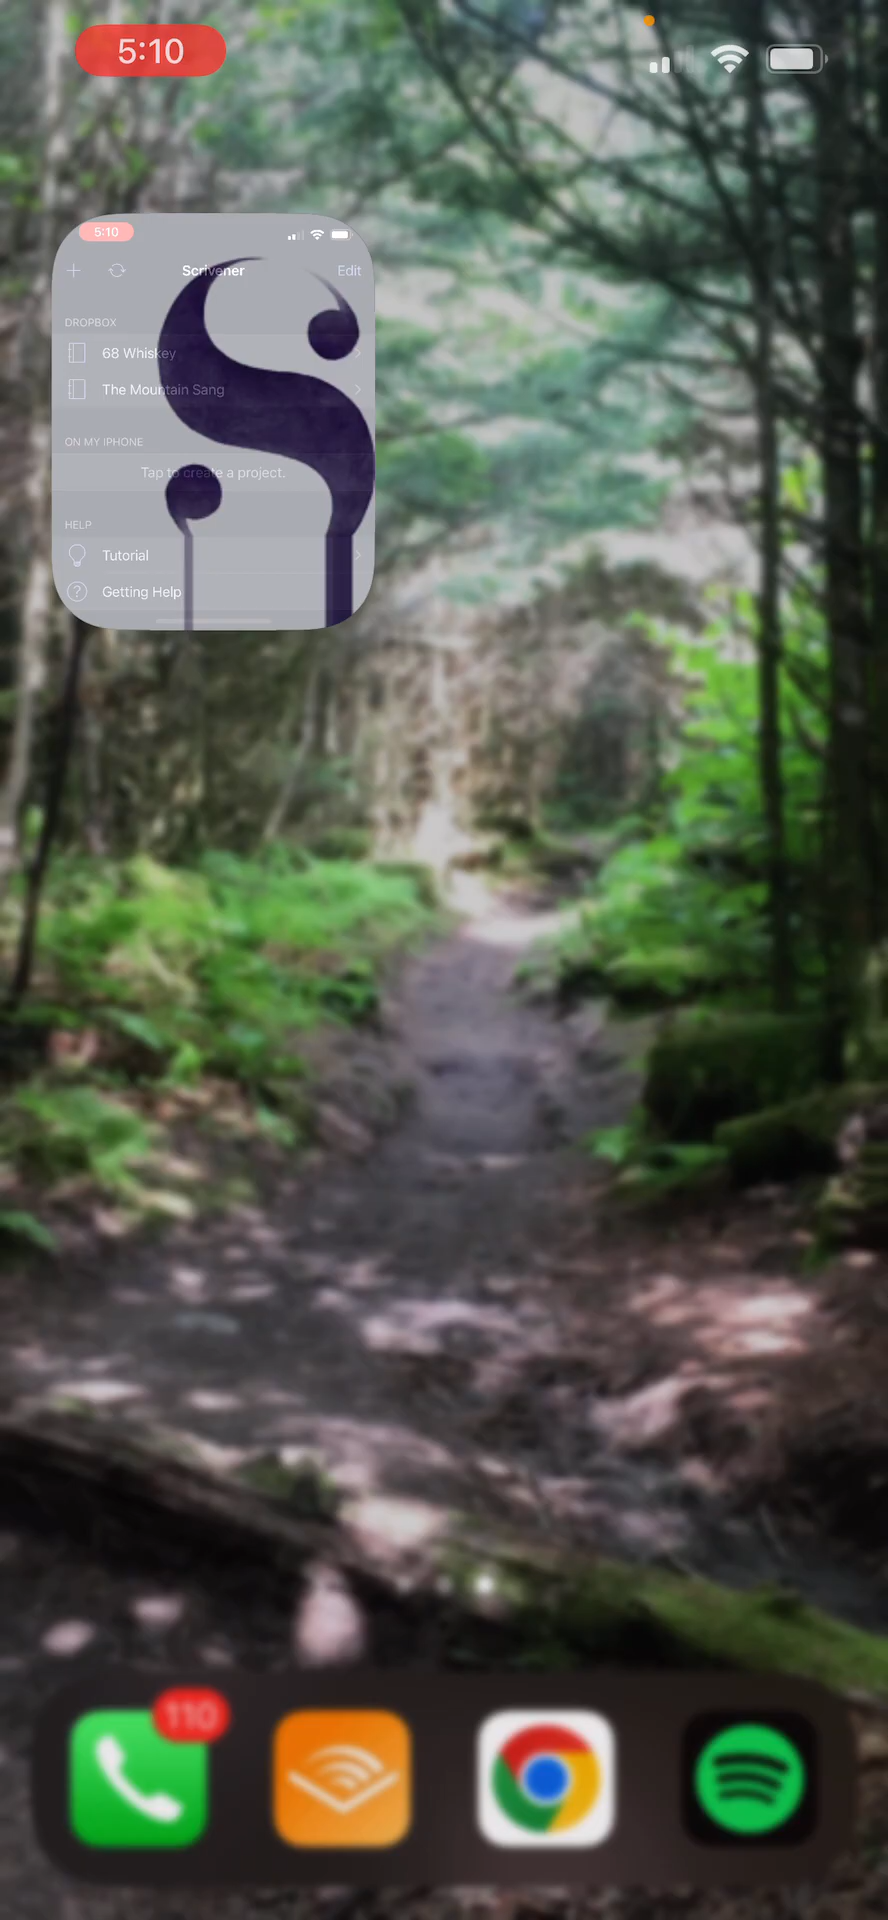 5:10
5:10
Scrivener
Edit
DROPBOX
68 Whiskey
The Mountain Sang
ON MY IPHONE
Tap to create a project.
HELP
Tutorial
Getting Help
110